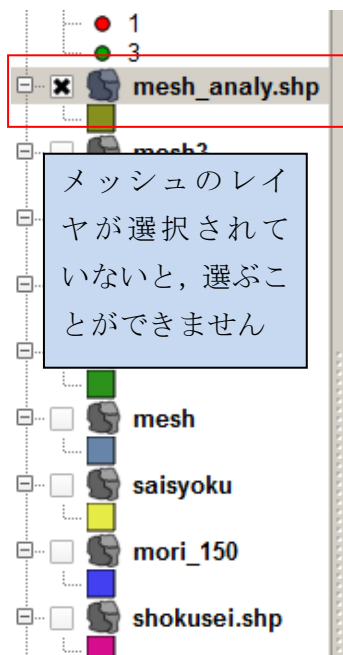 1
3
mesh_analy.shp
mesh3
メッシュのレイ
ヤが選択されて
いないと, 選ぶこ
とができません
mesh
saisyoku
mori_150
shokusei.shp